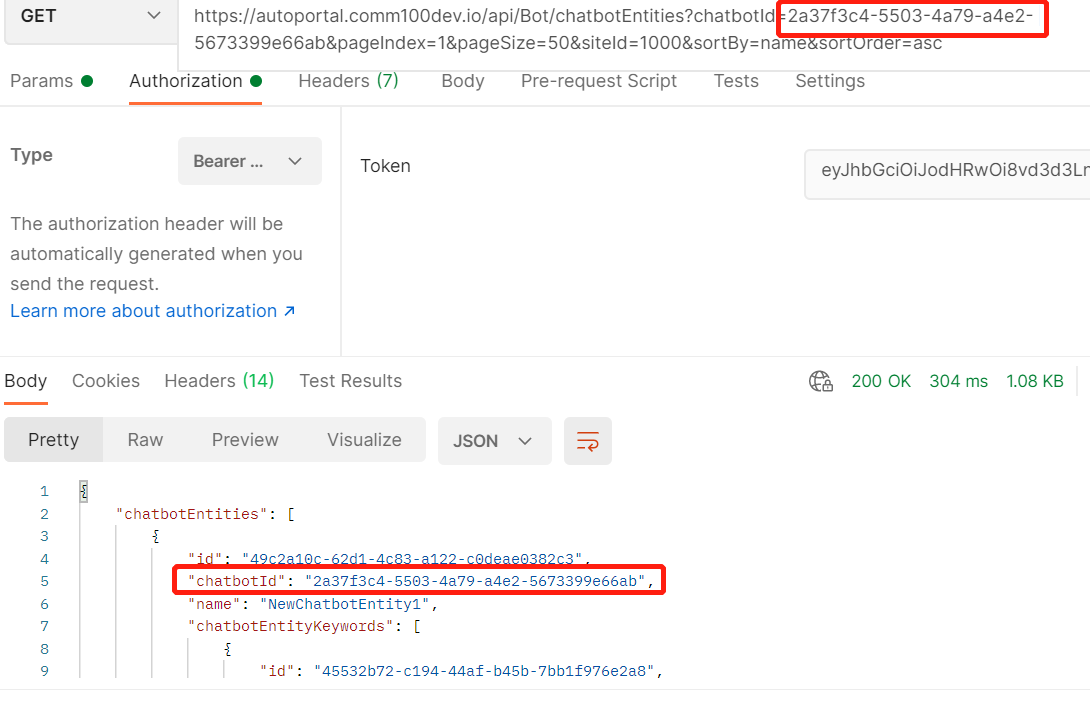 GET
https://autoportal.comm100dev.io/api/Bot/chatbotEntities?chatbotId=2a37f3c4-5503-4a79-a4e2-
5673399e66ab&pageIndex=1&pageSize=50&siteId=1000&sortBy=name&sortOrder=asc
Params Authorization Headers (7) Body Pre-request Script Tests Settings
Type
Bearer ...
Token
eyJhbGciOiJodHRwOi8vd3d3Ln
The authorization header will be
automatically generated when you
send the request.
Learn more about authorization ↗
Body Cookies Headers (14) Test Results 200 OK 304 ms 1.08 KB
Pretty Raw Preview Visualize JSON
1 {
2 "chatbotEntities": [
3 {
4 "id": "49c2a10c-62d1-4c83-a122-c0deae0382c3",
5 "chatbotId": "2a37f3c4-5503-4a79-a4e2-5673399e66ab",
6 "name": "NewChatbotEntity1",
7 "chatbotEntityKeywords": [
8 {
9 "id": "45532b72-c194-44af-b45b-7bb1f976e2a8",